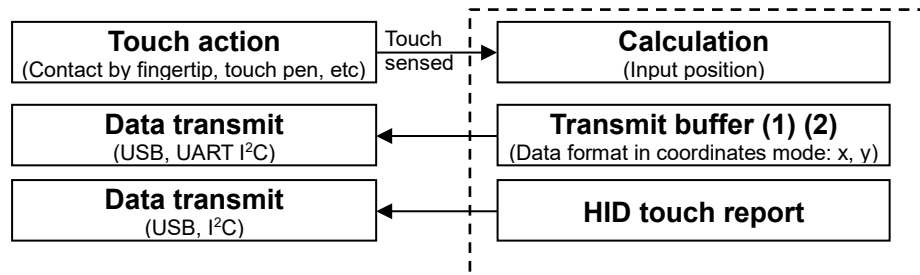 Touch action
(Contact by fingertip, touch pen, etc)
Touch
sensed
Calculation
(Input position)
Data transmit
(USB, UART I²C)
Transmit buffer (1) (2)
(Data format in coordinates mode: x, y)
Data transmit
(USB, I²C)
HID touch report